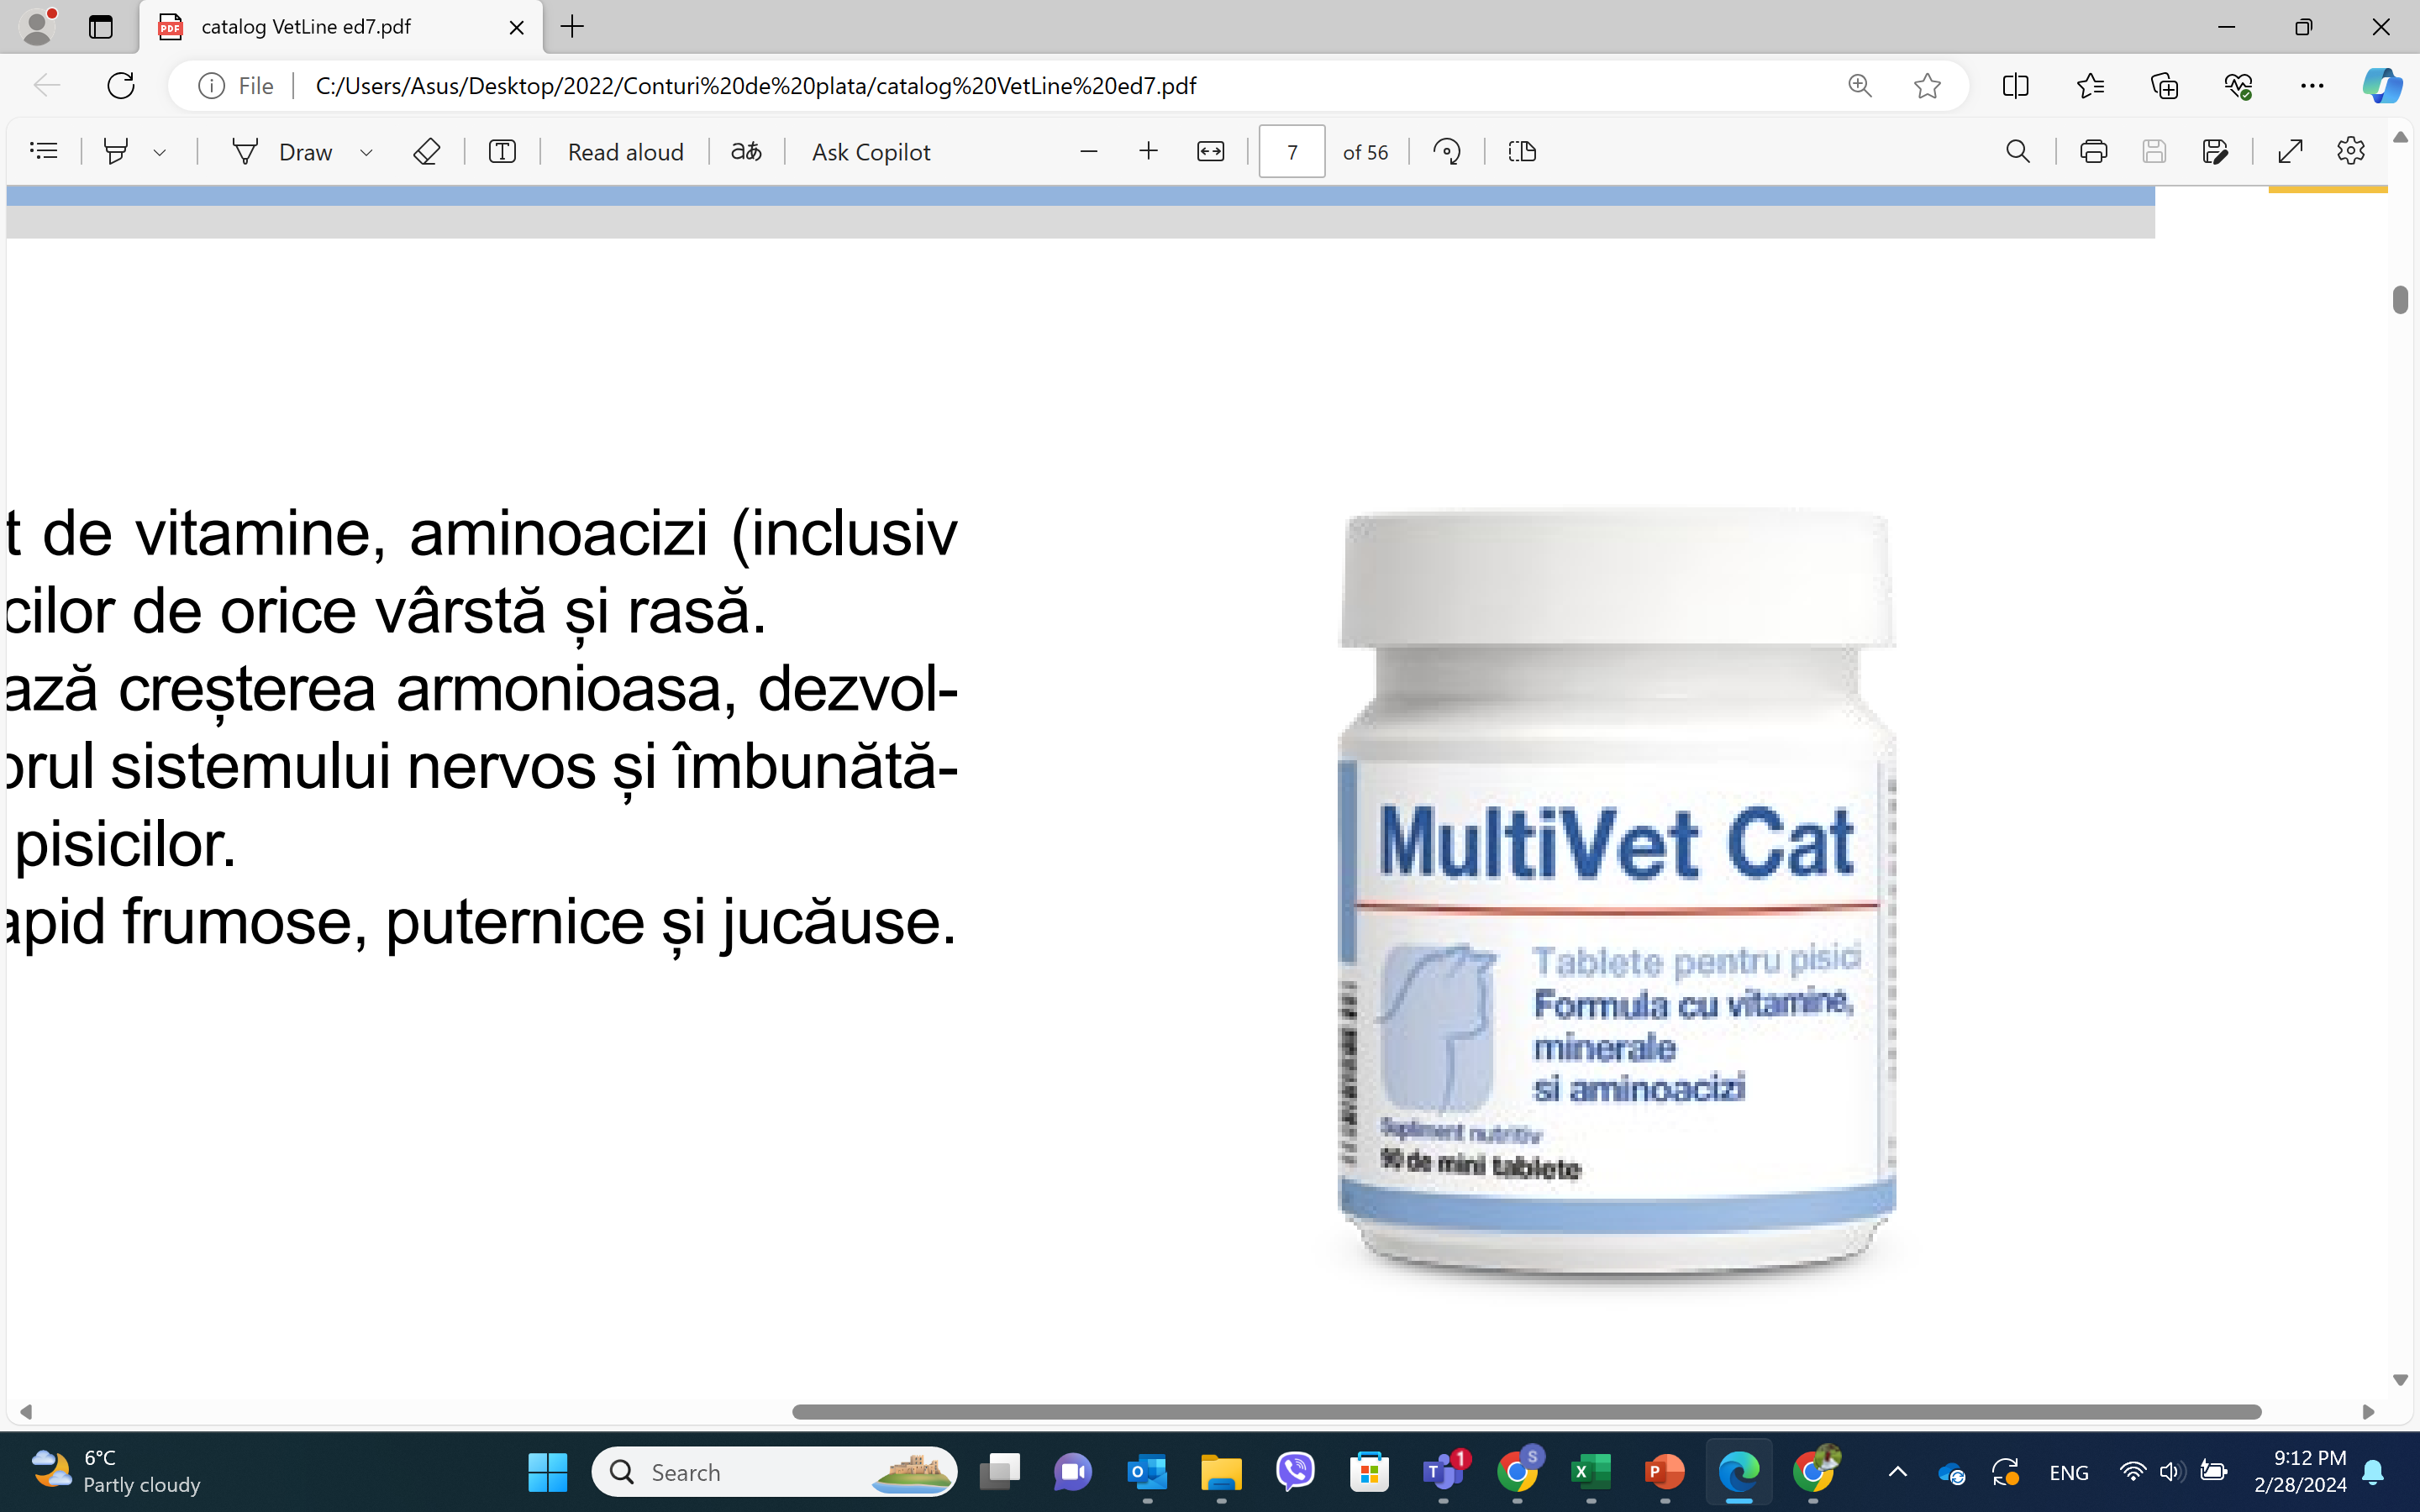 catalog VetLine ed7.pdf
File
C:/Users/Asus/Desktop/2022/Conturi%20de%20plata/catalog%20VetLine%20ed7.pdf
Draw
Read aloud
aあ
Ask Copilot
7 of 56
t de vitamine, aminoacizi (inclusiv
cilor de orice vârstă și rasă.
ază creșterea armonioasa, dezvol-
orul sistemului nervos și îmbunătă-
pisicilor.
apid frumose, puternice și jucăuse.
MultiVet Cat
Tablete pentru pisici
Formula cu vitamine,
minerale
si aminoacizi
Supliment nutritiv
90 de mini tablete
6°C
Partly cloudy
Search
1
S
ENG
9:12 PM
2/28/2024